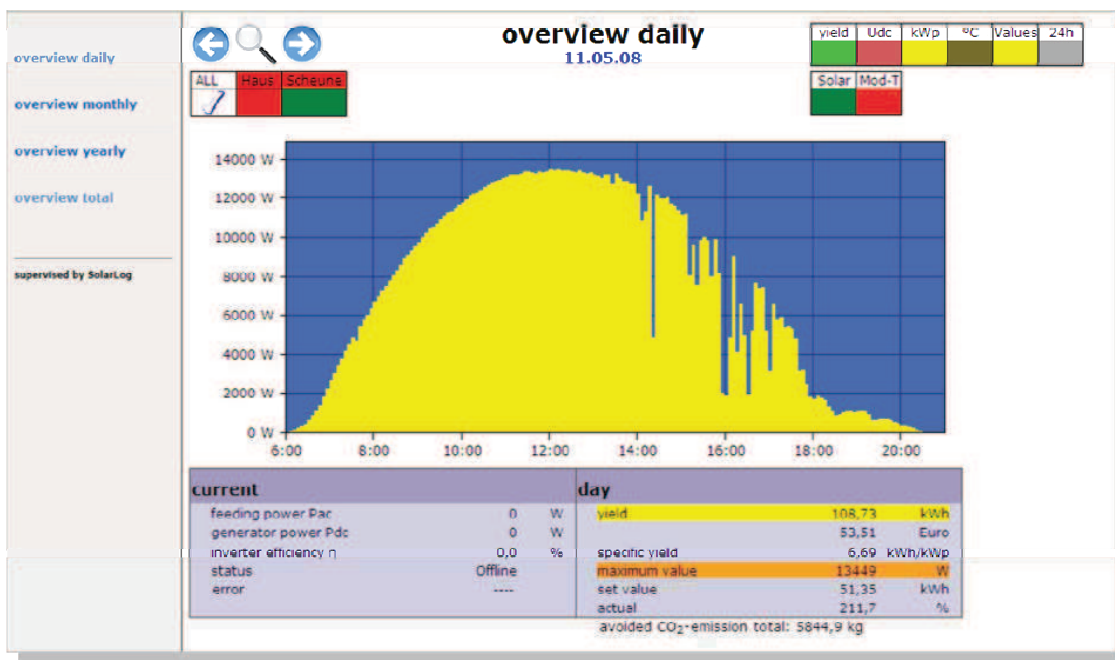 overview daily
11.05.08
overview daily
overview monthly
overview yearly
overview total
supervised by SolarLog
ALL Haus Scheune
yield Udc kWp °C Values 24h
Solar Mod-T
14000 W
12000 W
10000 W
8000 W
6000 W
4000 W
2000 W
0 W
6:00 8:00 10:00 12:00 14:00 16:00 18:00 20:00
current
feeding power Pac 0 W
generator power Pdc 0 W
inverter efficiency η 0,0 %
status Offline
error ----
day
yield 108,73 kWh
53,51 Euro
specific yield 6,69 kWh/kWp
maximum value 13449 W
set value 51,35 kWh
actual 211,7 %
avoided CO₂-emission total: 5844,9 kg